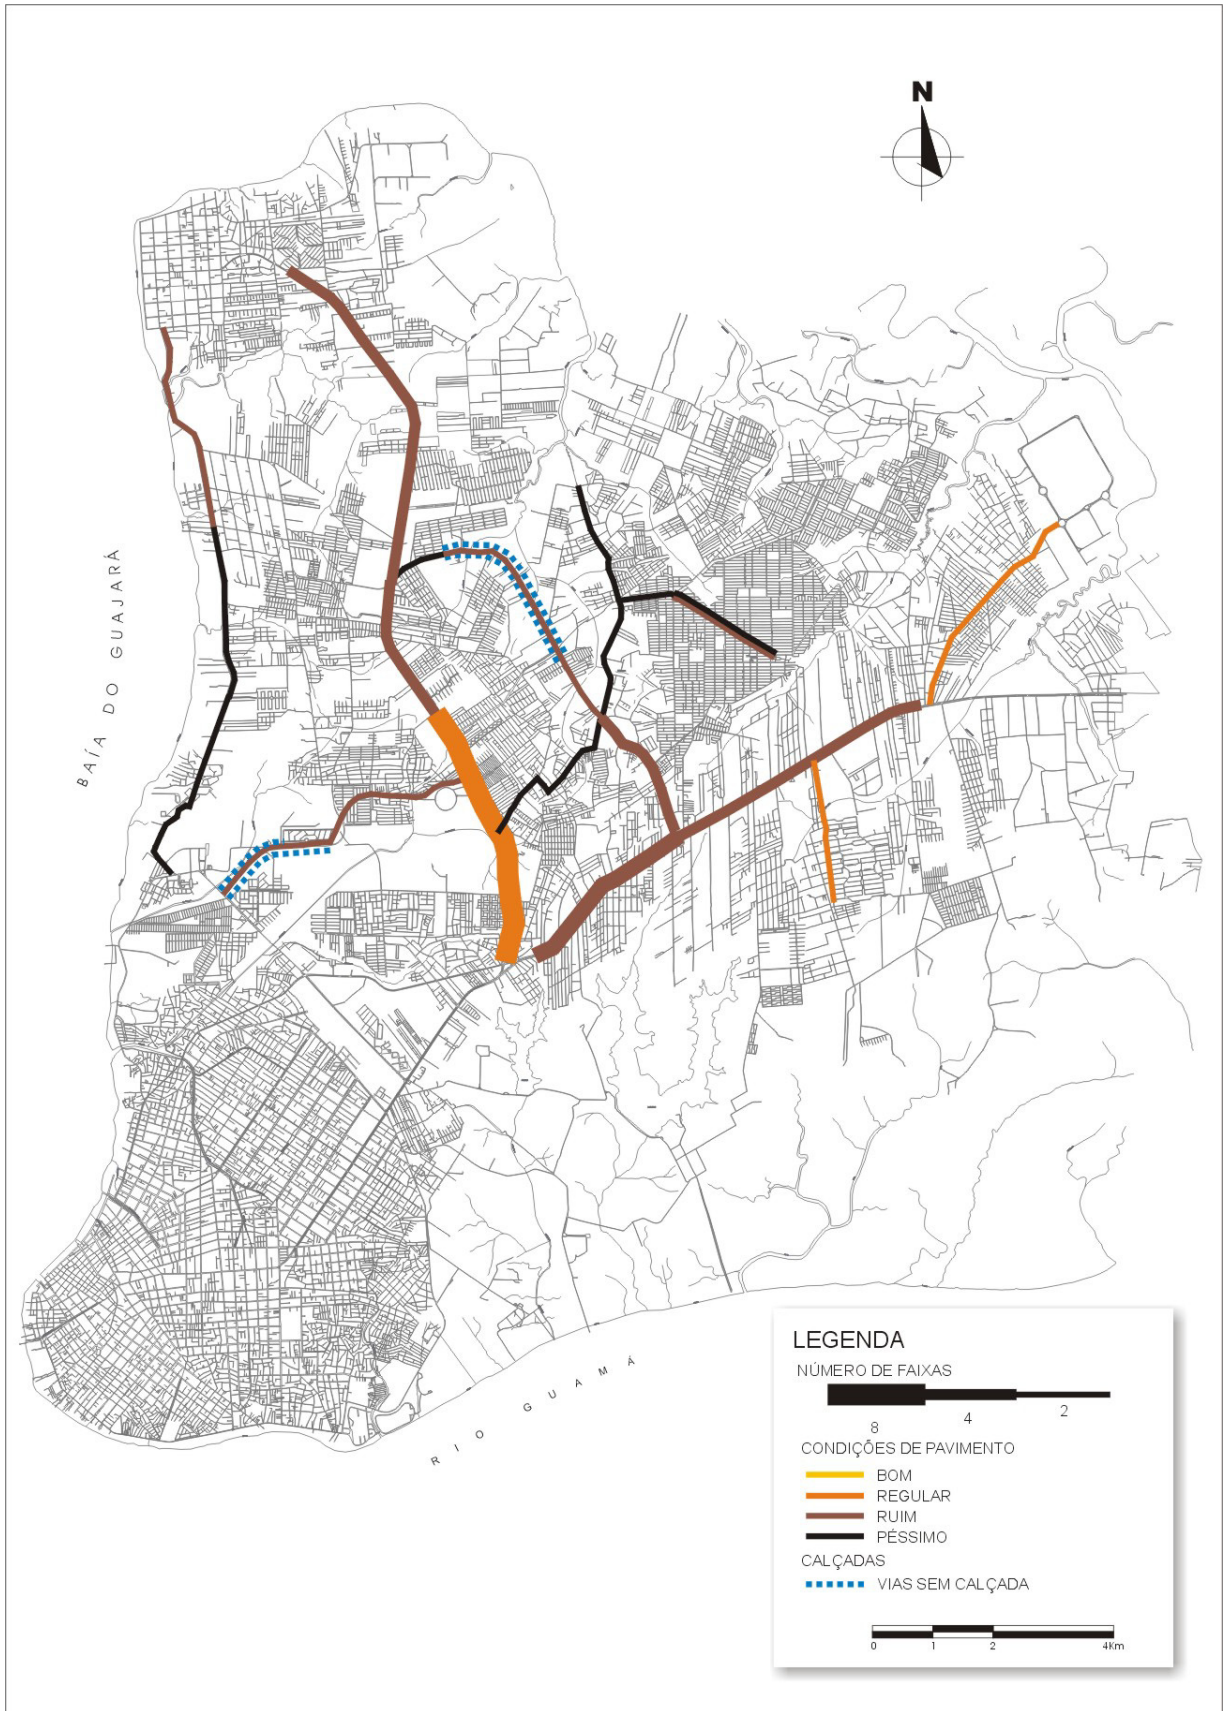 N
BAÍA DO GUAJARÁ
RIO GUAMÁ
LEGENDA
NÚMERO DE FAIXAS
8 4 2
CONDIÇÕES DE PAVIMENTO
BOM
REGULAR
RUIM
PÉSSIMO
CALÇADAS
VIAS SEM CALÇADA
0 1 2 4Km